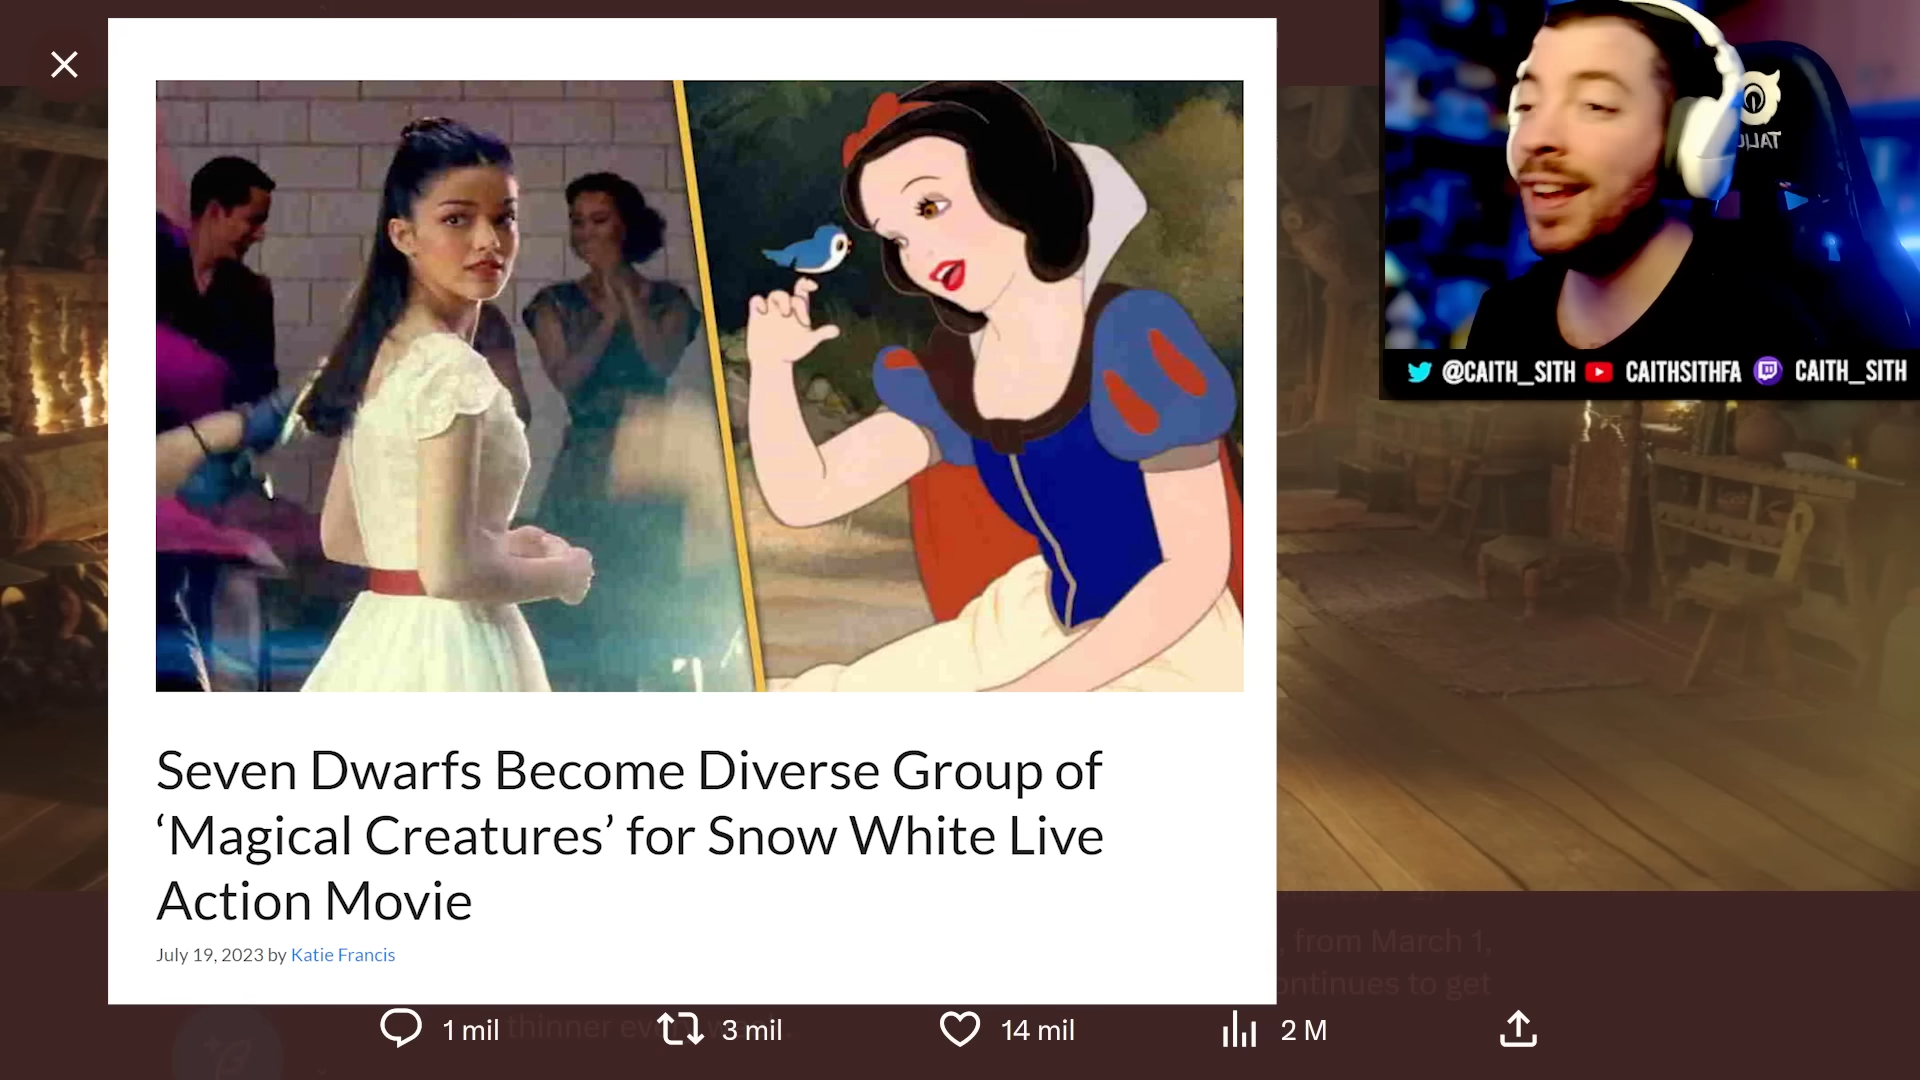 @CAITH_SITH CAITHSITHFA CAITH_SITH
Seven Dwarfs Become Diverse Group of
‘Magical Creatures’ for Snow White Live
Action Movie
July 19, 2023 by Katie Francis
, from March 1,
ontinues to get
thinner
1 mil 3 mil 14 mil 2 M